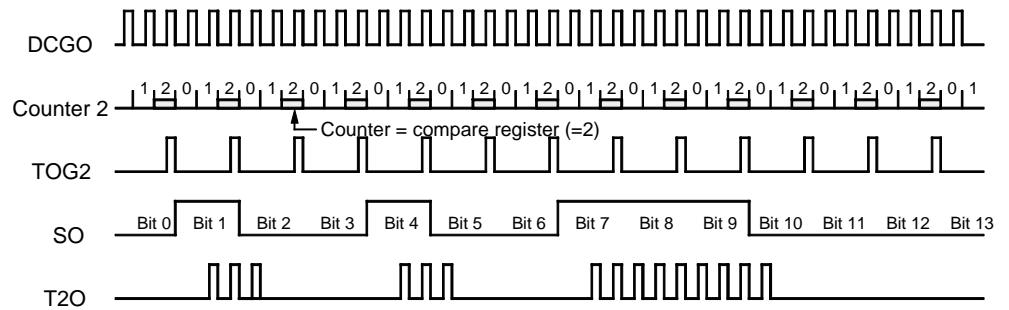 DCGO
1 2 0 1 2 0 1 2 0 1 2 0 1 2 0 1 2 0 1 2 0 1 2 0 1 2 0 1 2 0 1 2 0 1 2 0 1 2 0 1
Counter 2
Counter = compare register (=2)
TOG2
Bit 0 Bit 1 Bit 2 Bit 3 Bit 4 Bit 5 Bit 6 Bit 7 Bit 8 Bit 9 Bit 10 Bit 11 Bit 12 Bit 13
SO
T2O